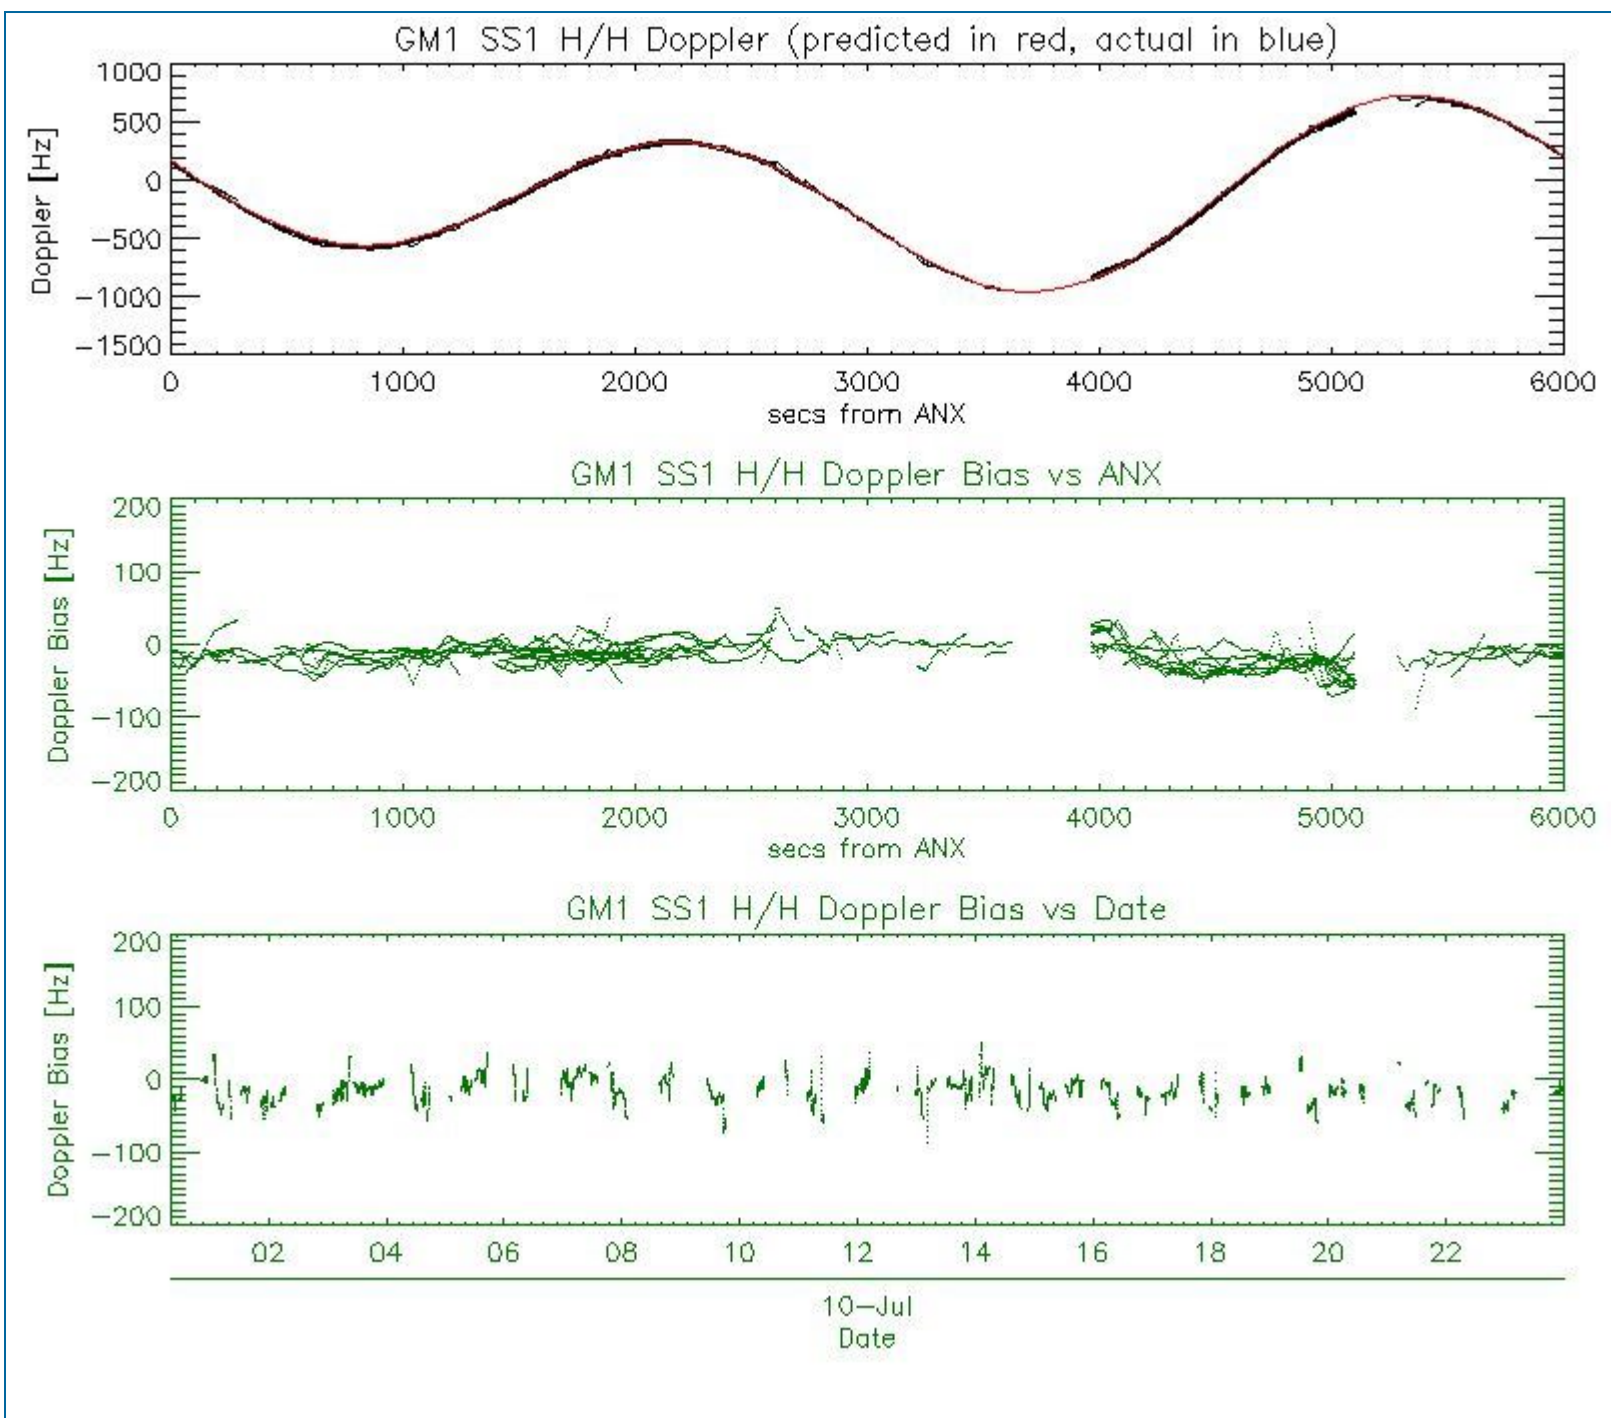 GM1 SS1 H/H Doppler (predicted in red, actual in blue)
Doppler [Hz]
1000
500
0
−500
−1000
−1500
0 1000 2000 3000 4000 5000 6000
secs from ANX
GM1 SS1 H/H Doppler Bias vs ANX
Doppler Bias [Hz]
200
100
0
−100
−200
0 1000 2000 3000 4000 5000 6000
secs from ANX
GM1 SS1 H/H Doppler Bias vs Date
Doppler Bias [Hz]
200
100
0
−100
−200
02 04 06 08 10 12 14 16 18 20 22
10−Jul
Date